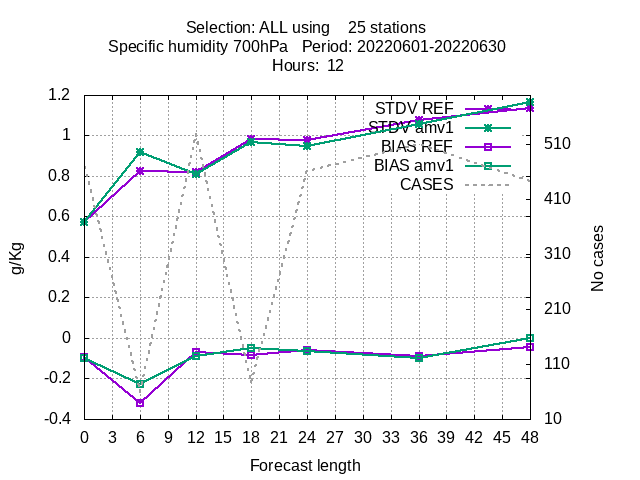 Selection: ALL using 25 stations
Specific humidity 700hPa Period: 20220601-20220630
Hours: 12
STDV REF
STDV amv1
BIAS REF
BIAS amv1
CASES
1.2
1
0.8
0.6
0.4
0.2
0
-0.2
-0.4
g/Kg
510
410
310
210
110
10
No cases
0 3 6 9 12 15 18 21 24 27 30 33 36 39 42 45 48
Forecast length